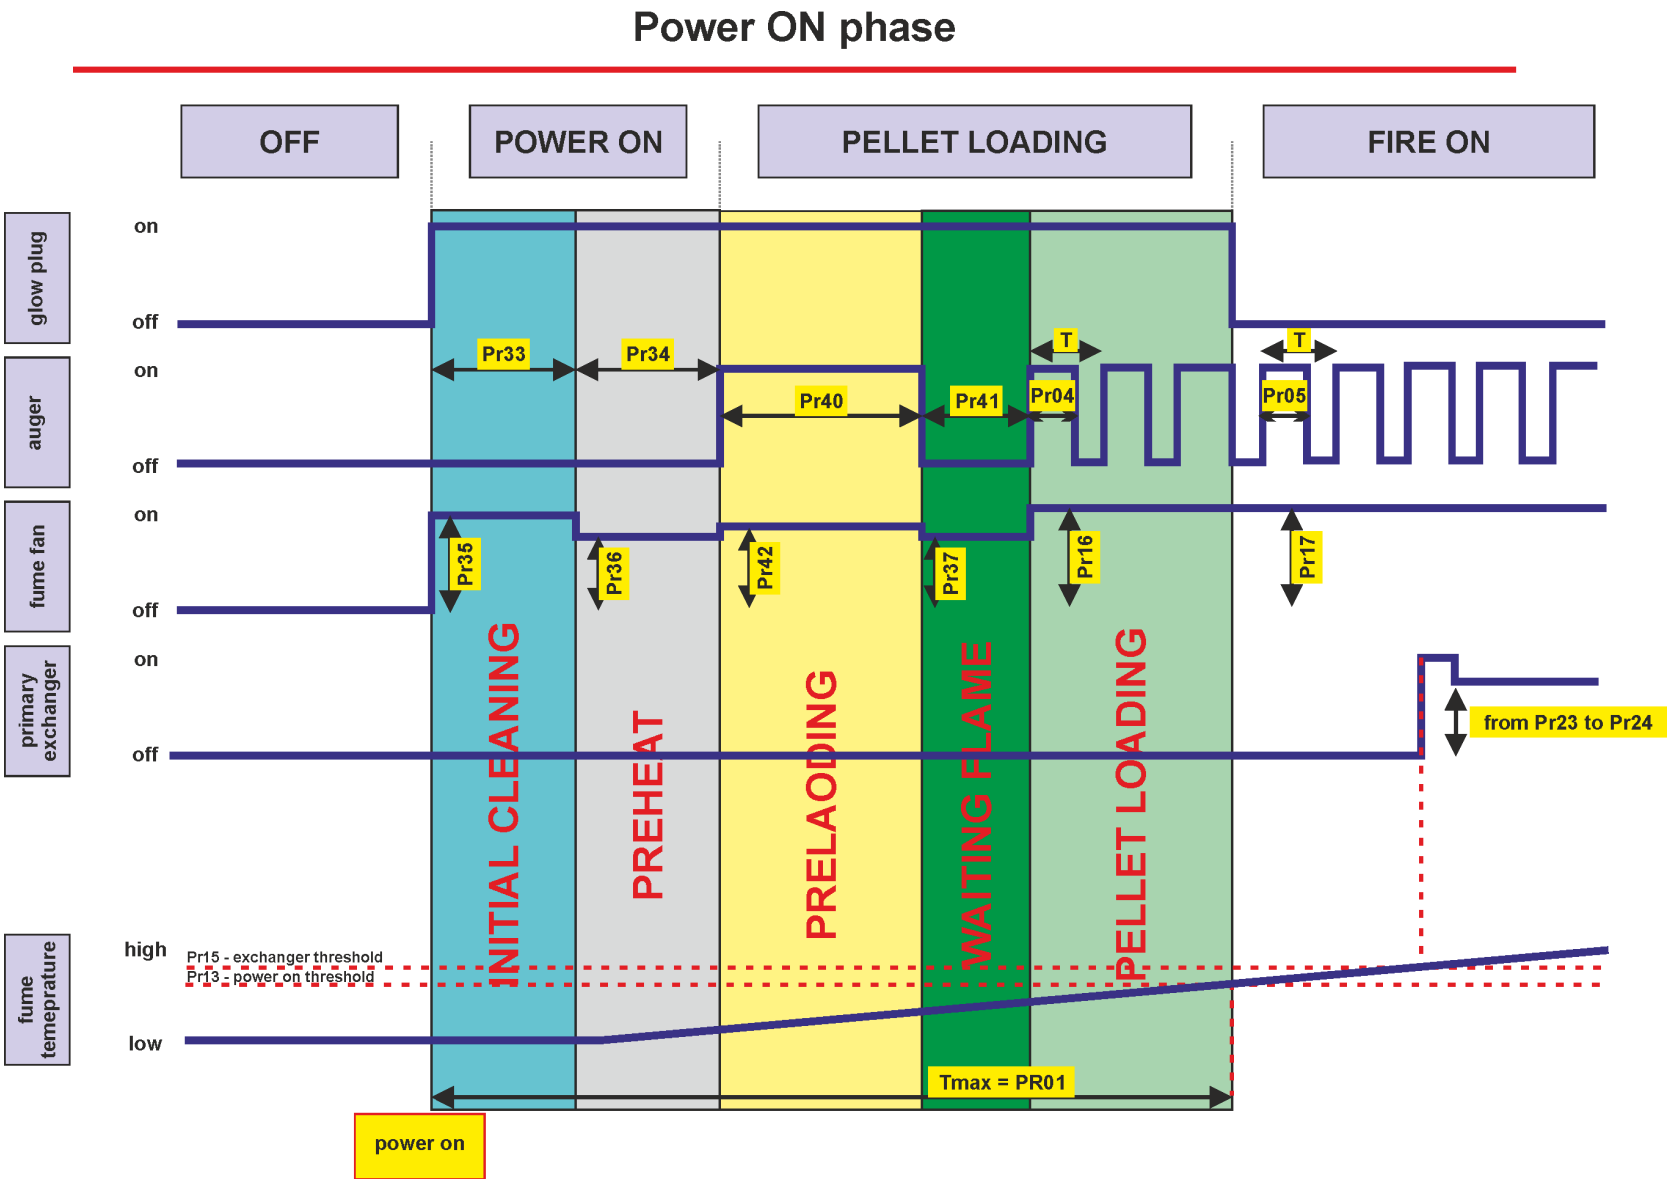 Power ON phase
OFF
POWER ON
PELLET LOADING
FIRE ON
glow plug
on
off
auger
on
off
Pr33
Pr34
Pr40
Pr41
T
Pr04
T
Pr05
fume fan
on
off
Pr35
Pr36
Pr42
Pr37
Pr16
Pr17
primary
exchanger
on
off
from Pr23 to Pr24
INITIAL CLEANING
PREHEAT
PRELAODING
WAITING FLAME
PELLET LOADING
fume
temeprature
high
low
Pr15 - exchanger threshold
Pr13 - power on threshold
Tmax = PR01
power on